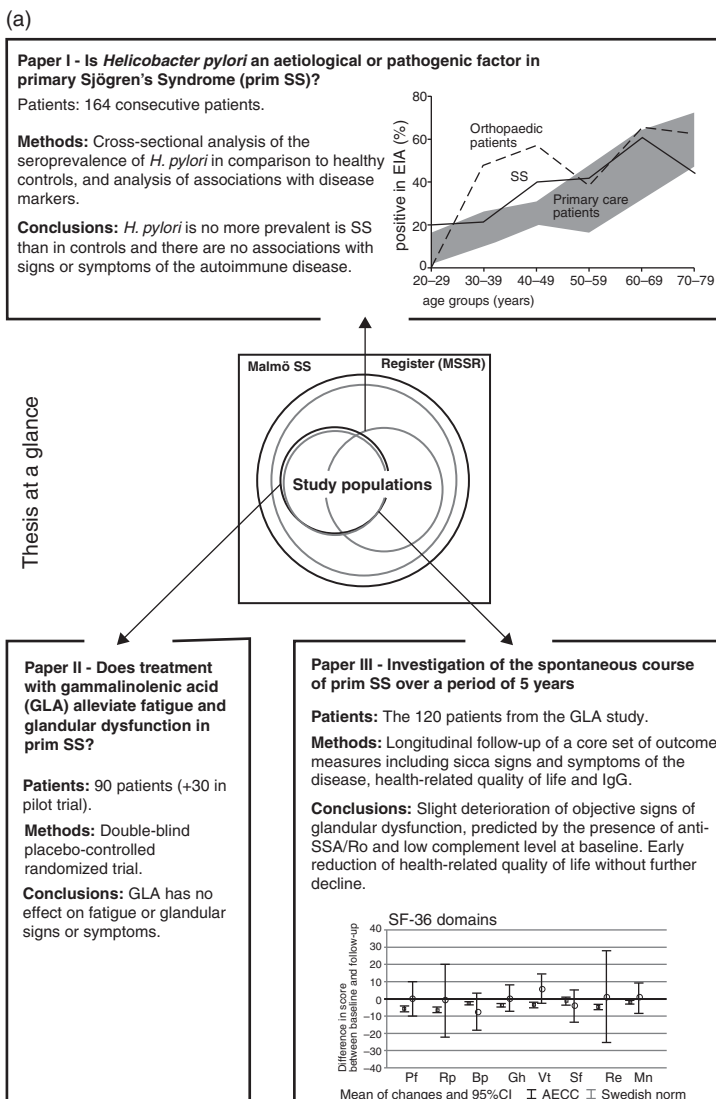 (a)
Paper I - Is Helicobacter pylori an aetiological or pathogenic factor in
primary Sjögren's Syndrome (prim SS)?
Patients: 164 consecutive patients.
Methods: Cross-sectional analysis of the
seroprevalence of H. pylori in comparison to healthy
controls, and analysis of associations with disease
markers.
Conclusions: H. pylori is no more prevalent is SS
than in controls and there are no associations with
signs or symptoms of the autoimmune disease.
positive in EIA (%)
80
60
40
20
0
Orthopaedic
patients
SS
Primary care
patients
20–29 30–39 40–49 50–59 60–69 70–79
age groups (years)
Thesis at a glance
Malmö SS Register (MSSR)
Study populations
Paper II - Does treatment
with gammalinolenic acid
(GLA) alleviate fatigue and
glandular dysfunction in
prim SS?
Patients: 90 patients (+30 in
pilot trial).
Methods: Double-blind
placebo-controlled
randomized trial.
Conclusions: GLA has no
effect on fatigue or glandular
signs or symptoms.
Paper III - Investigation of the spontaneous course
of prim SS over a period of 5 years
Patients: The 120 patients from the GLA study.
Methods: Longitudinal follow-up of a core set of outcome
measures including sicca signs and symptoms of the
disease, health-related quality of life and IgG.
Conclusions: Slight deterioration of objective signs of
glandular dysfunction, predicted by the presence of anti-
SSA/Ro and low complement level at baseline. Early
reduction of health-related quality of life without further
decline.
SF-36 domains
Difference in score
between baseline and follow-up
40
30
20
10
0
–10
–20
–30
–40
Pf Rp Bp Gh Vt Sf Re Mn
Mean of changes and 95%CI AECC Swedish norm